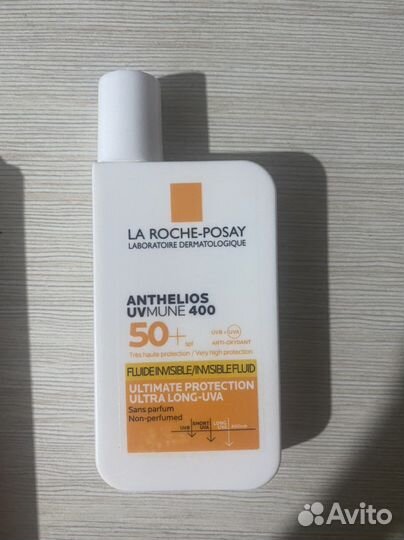 LA ROCHE-POSAY
LABORATOIRE DERMATOLOGIQUE
ANTHELIOS
UVMUNE 400
50+ spf
UVB + UVA
ANTI-OXYDANT
Très haute protection / Very high protection
FLUIDE INVISIBLE/INVISIBLE FLUID
ULTIMATE PROTECTION
ULTRA LONG-UVA
Sans parfum
Non-perfumed
UVB
SHORT UVA
LONG UVA
400nm
Avito